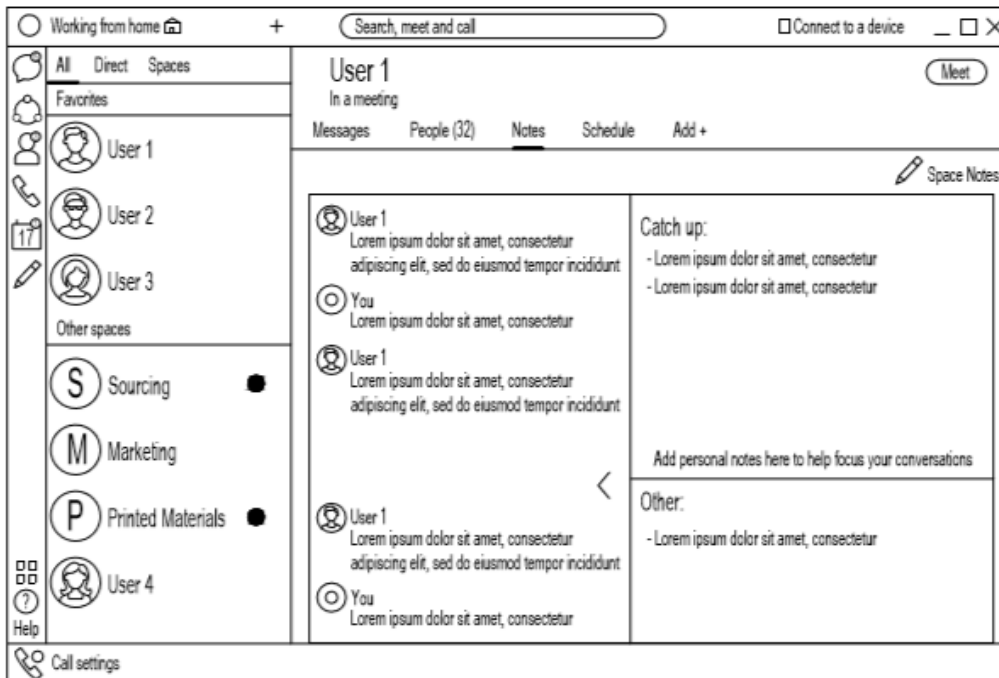 Working from home
+
Search, meet and call
Connect to a device
All Direct Spaces
Favorites
User 1
User 2
User 3
Other spaces
S Sourcing
M Marketing
P Printed Materials
User 4
17
?
Help
Call settings
User 1
In a meeting
Meet
Messages People (32) Notes Schedule Add +
Space Notes
User 1
Lorem ipsum dolor sit amet, consectetur
adipiscing elit, sed do eiusmod tempor incididunt
You
Lorem ipsum dolor sit amet, consectetur
User 1
Lorem ipsum dolor sit amet, consectetur
adipiscing elit, sed do eiusmod tempor incididunt
User 1
Lorem ipsum dolor sit amet, consectetur
adipiscing elit, sed do eiusmod tempor incididunt
You
Lorem ipsum dolor sit amet, consectetur
Catch up:
- Lorem ipsum dolor sit amet, consectetur
- Lorem ipsum dolor sit amet, consectetur
Add personal notes here to help focus your conversations
Other:
- Lorem ipsum dolor sit amet, consectetur